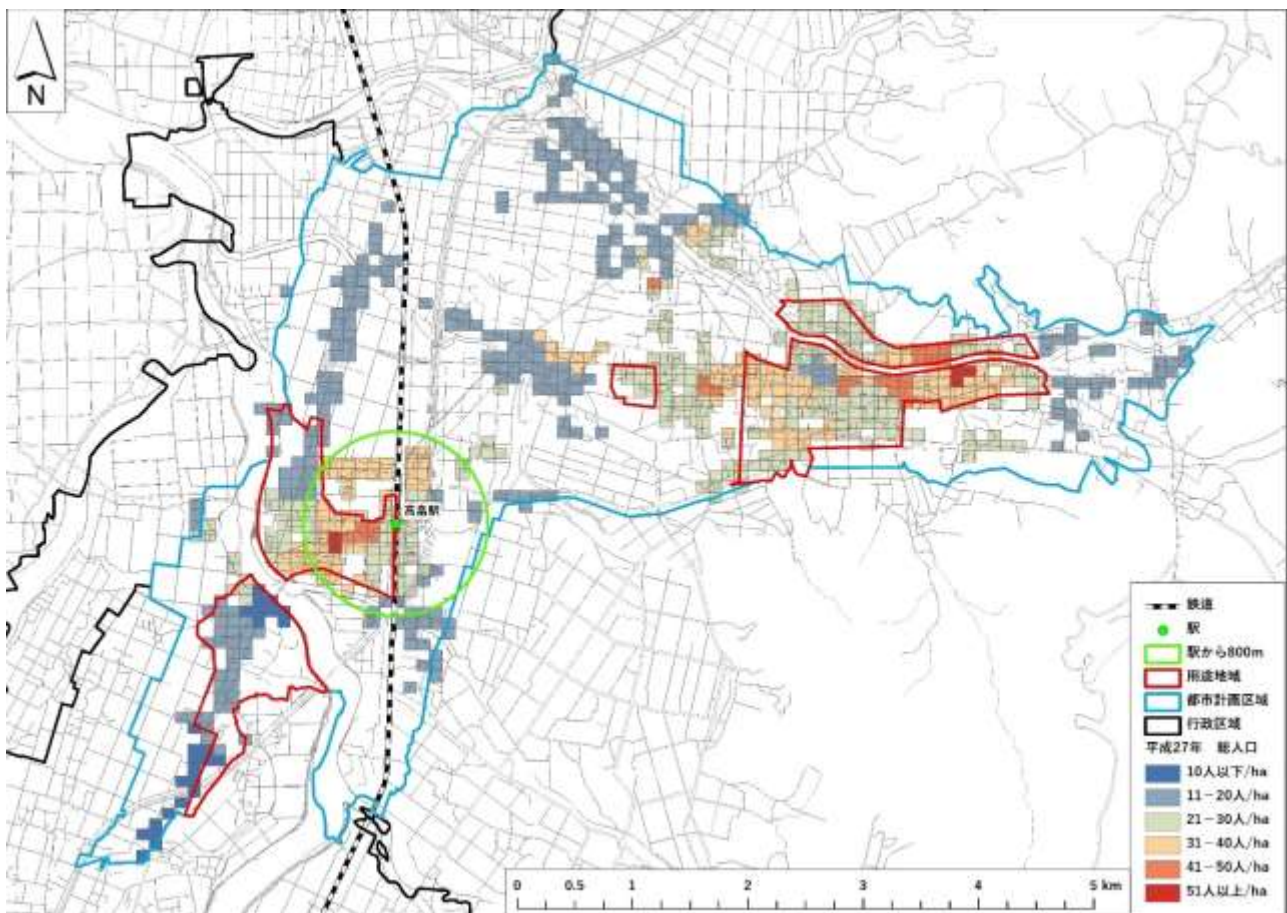 N
高畠駅
鉄道
駅
駅から800m
用途地域
都市計画区域
行政区域
平成27年 総人口
10人以下/ha
11−20人/ha
21−30人/ha
31−40人/ha
41−50人/ha
51人以上/ha
0 0.5 1 2 3 4 5 km